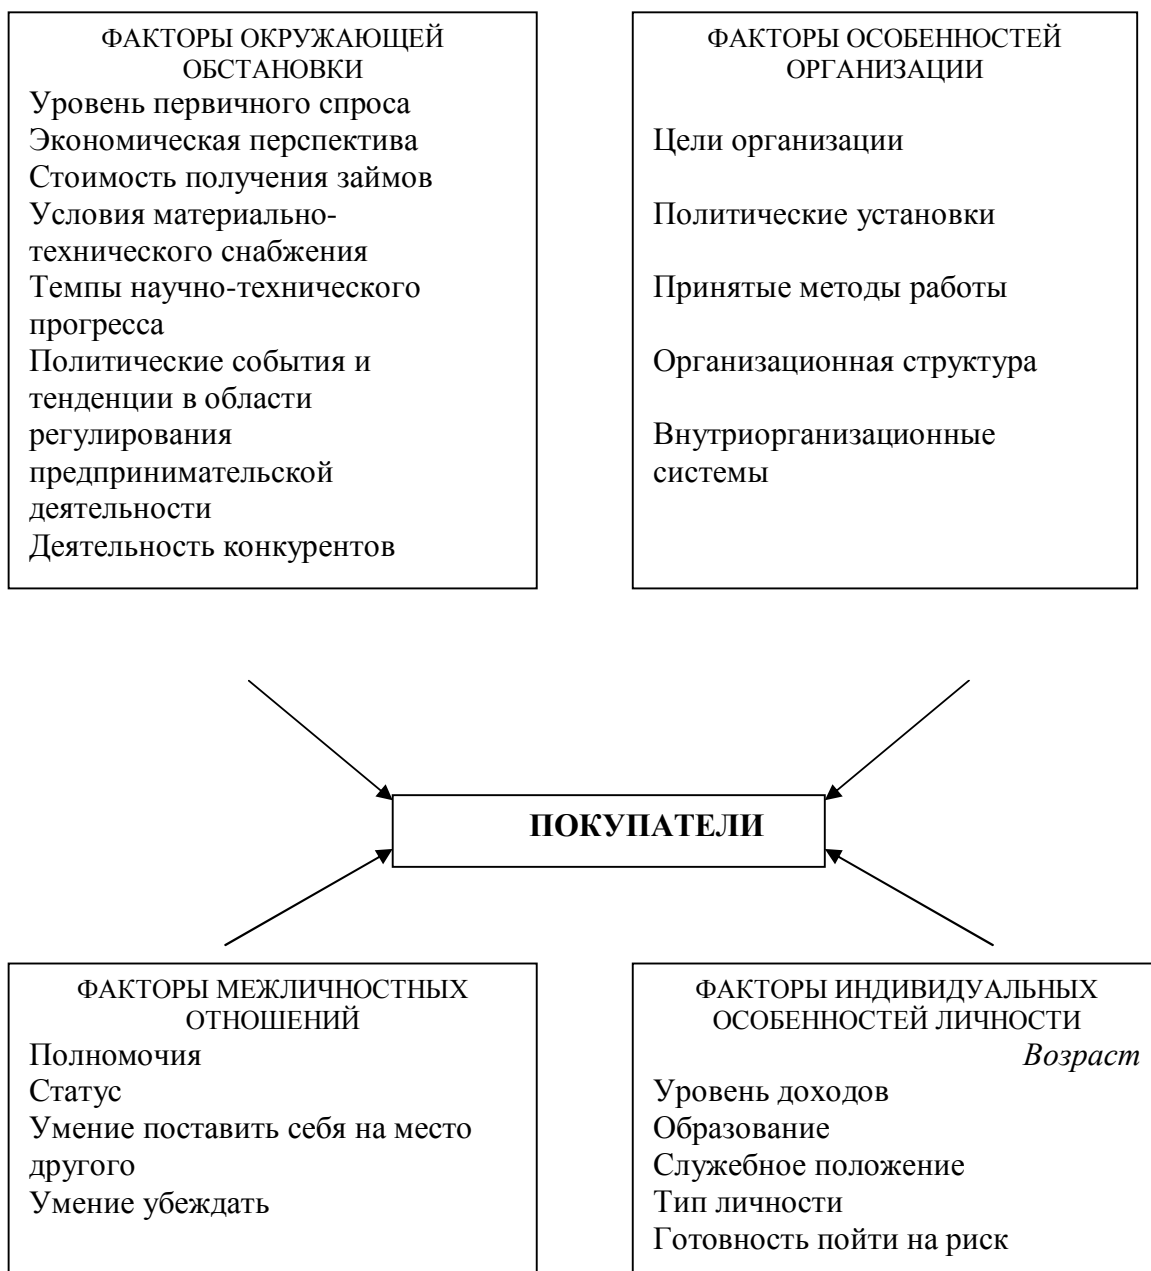 ФАКТОРЫ ОКРУЖАЮЩЕЙ
ОБСТАНОВКИ
Уровень первичного спроса
Экономическая перспектива
Стоимость получения займов
Условия материально-
технического снабжения
Темпы научно-технического
прогресса
Политические события и
тенденции в области
регулирования
предпринимательской
деятельности
Деятельность конкурентов
ФАКТОРЫ ОСОБЕННОСТЕЙ
ОРГАНИЗАЦИИ
Цели организации
Политические установки
Принятые методы работы
Организационная структура
Внутриорганизационные
системы
ПОКУПАТЕЛИ
ФАКТОРЫ МЕЖЛИЧНОСТНЫХ
ОТНОШЕНИЙ
Полномочия
Статус
Умение поставить себя на место
другого
Умение убеждать
ФАКТОРЫ ИНДИВИДУАЛЬНЫХ
ОСОБЕННОСТЕЙ ЛИЧНОСТИ
Возраст
Уровень доходов
Образование
Служебное положение
Тип личности
Готовность пойти на риск